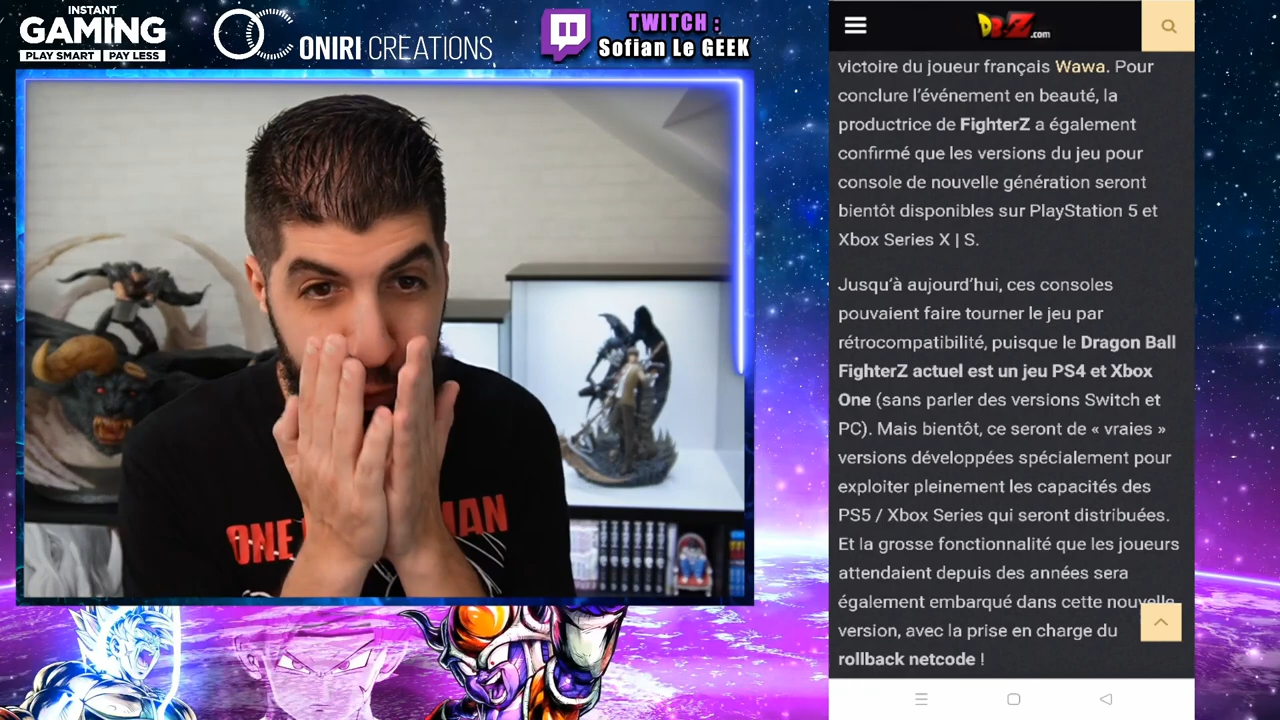 INSTANT
GAMING
PLAY SMART PAY LESS
ONIRI CREATIONS
TWITCH :
Sofian Le GEEK
ONE
MAN
DB-Z.com
victoire du joueur français Wawa. Pour
conclure l’événement en beauté, la
productrice de FighterZ a également
confirmé que les versions du jeu pour
console de nouvelle génération seront
bientôt disponibles sur PlayStation 5 et
Xbox Series X | S.
Jusqu’à aujourd’hui, ces consoles
pouvaient faire tourner le jeu par
rétrocompatibilité, puisque le Dragon Ball
FighterZ actuel est un jeu PS4 et Xbox
One (sans parler des versions Switch et
PC). Mais bientôt, ce seront de « vraies »
versions développées spécialement pour
exploiter pleinement les capacités des
PS5 / Xbox Series qui seront distribuées.
Et la grosse fonctionnalité que les joueurs
attendaient depuis des années sera
également embarqué dans cette nouvelle
version, avec la prise en charge du
rollback netcode !